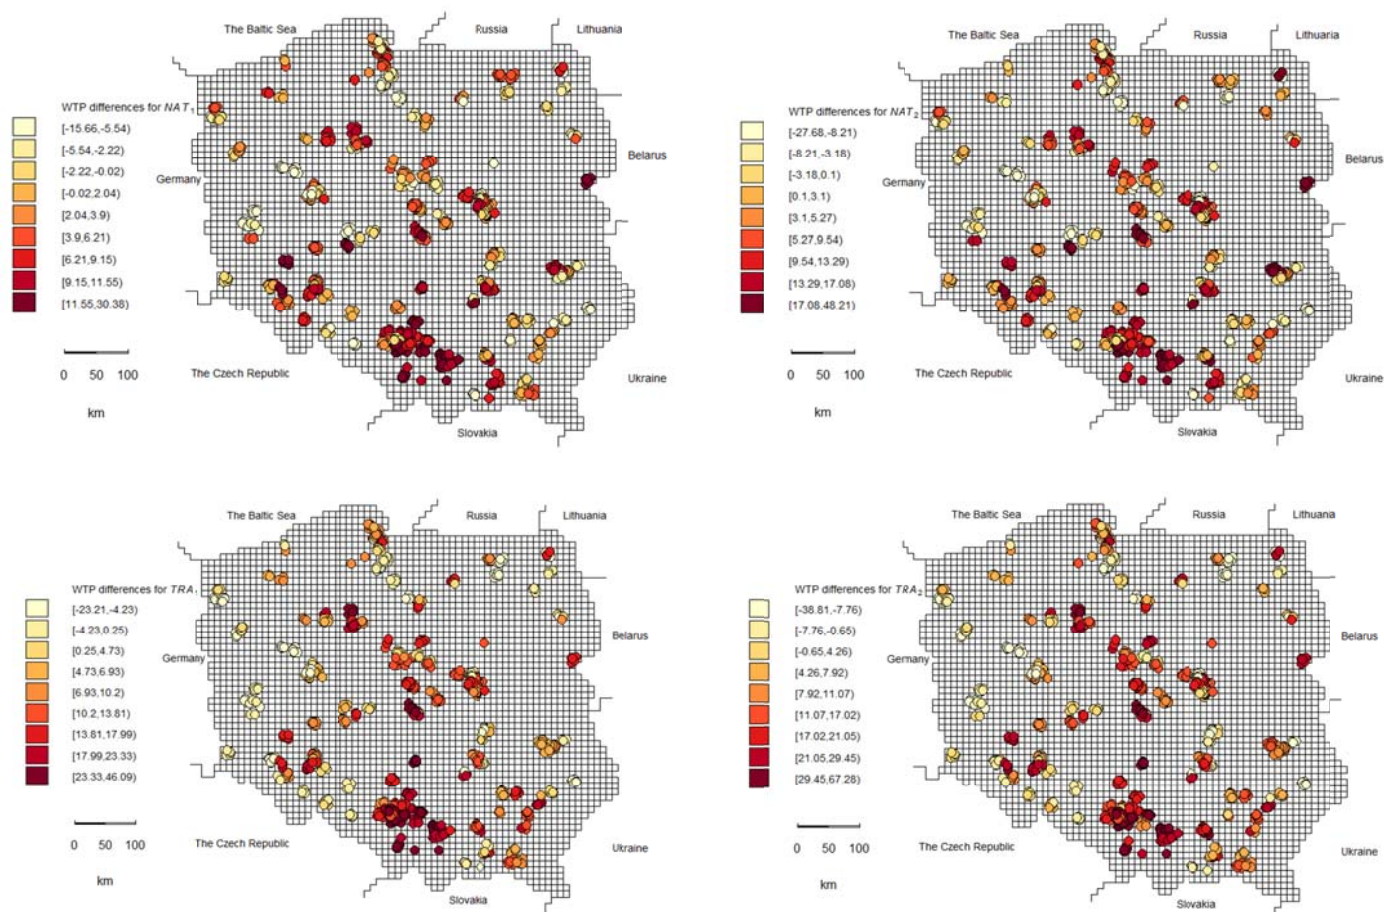 The Baltic Sea
Russia
Lithuania
WTP differences for NAT₁
[-15.66,-5.54)
[-5.54,-2.22)
[-2.22,-0.02)
[-0.02,2.04)
[2.04,3.9)
[3.9,6.21)
[6.21,9.15)
[9.15,11.55)
[11.55,30.38]
Belarus
Germany
0 50 100
km
The Czech Republic
Ukraine
Slovakia
The Baltic Sea
Russia
Lithuania
WTP differences for NAT₂
[-27.68,-8.21)
[-8.21,-3.18)
[-3.18,0.1)
[0.1,3.1)
[3.1,5.27)
[5.27,9.54)
[9.54,13.29)
[13.29,17.08)
[17.08,48.21]
Belarus
Germany
0 50 100
km
The Czech Republic
Ukraine
Slovakia
The Baltic Sea
Russia
Lithuania
WTP differences for TRA₁
[-23.21,-4.23)
[-4.23,0.25)
[0.25,4.73)
[4.73,6.93)
[6.93,10.2)
[10.2,13.81)
[13.81,17.99)
[17.99,23.33)
[23.33,46.09]
Belarus
Germany
0 50 100
km
The Czech Republic
Ukraine
Slovakia
The Baltic Sea
Russia
Lithuania
WTP differences for TRA₂
[-38.81,-7.76)
[-7.76,-0.65)
[-0.65,4.26)
[4.26,7.92)
[7.92,11.07)
[11.07,17.02)
[17.02,21.05)
[21.05,29.45)
[29.45,67.28]
Belarus
Germany
0 50 100
km
The Czech Republic
Ukraine
Slovakia